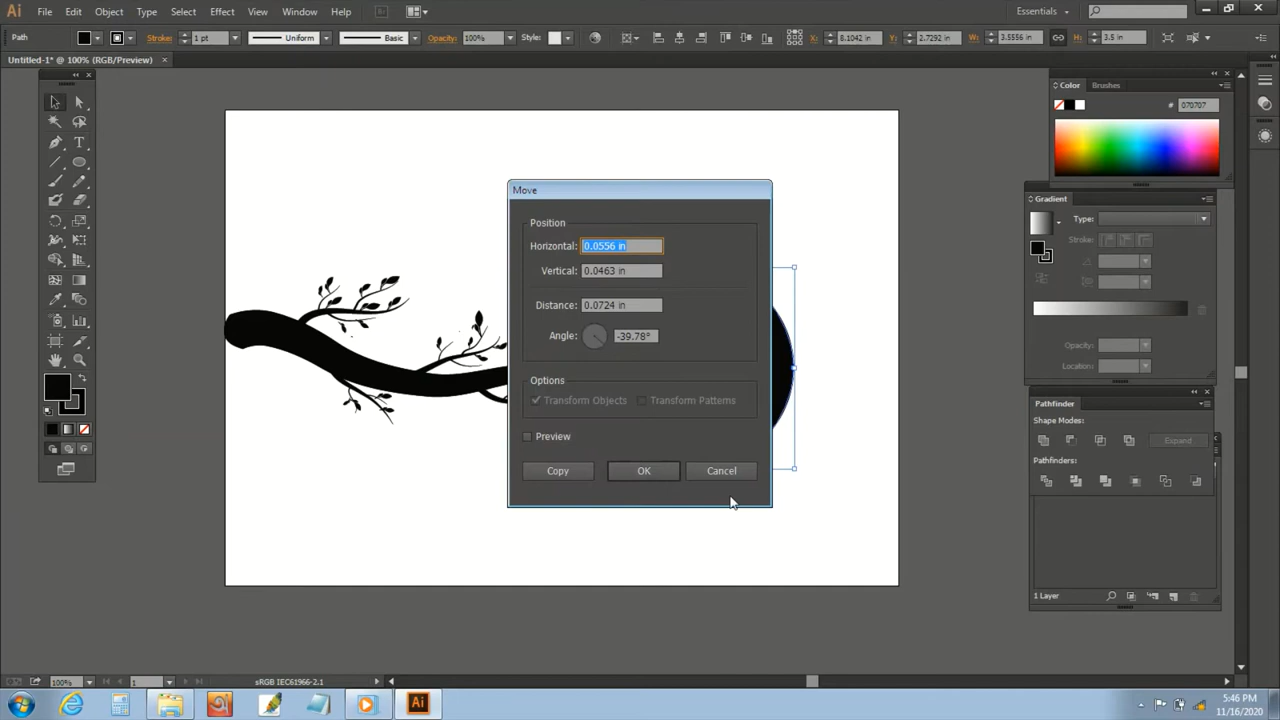 Ai File Edit Object Type Select Effect View Window Help Essentials
Path Stroke: 1 pt Uniform Basic Opacity: 100% Style: X: 8.1042 in Y: 2.7292 in W: 3.5556 in H: 3.5 in
Untitled-1* @ 100% (RGB/Preview)
Color Brushes
# 070707
Gradient
Type:
Stroke:
Opacity:
Location:
Pathfinder
Shape Modes:
Expand
Pathfinders:
1 Layer
Move
Position
Horizontal: 0.0556 in
Vertical: 0.0463 in
Distance: 0.0724 in
Angle: -39.78°
Options
Transform Objects Transform Patterns
Preview
Copy OK Cancel
100% 1 sRGB IEC61966-2.1
Ai
5:46 PM
11/16/2020